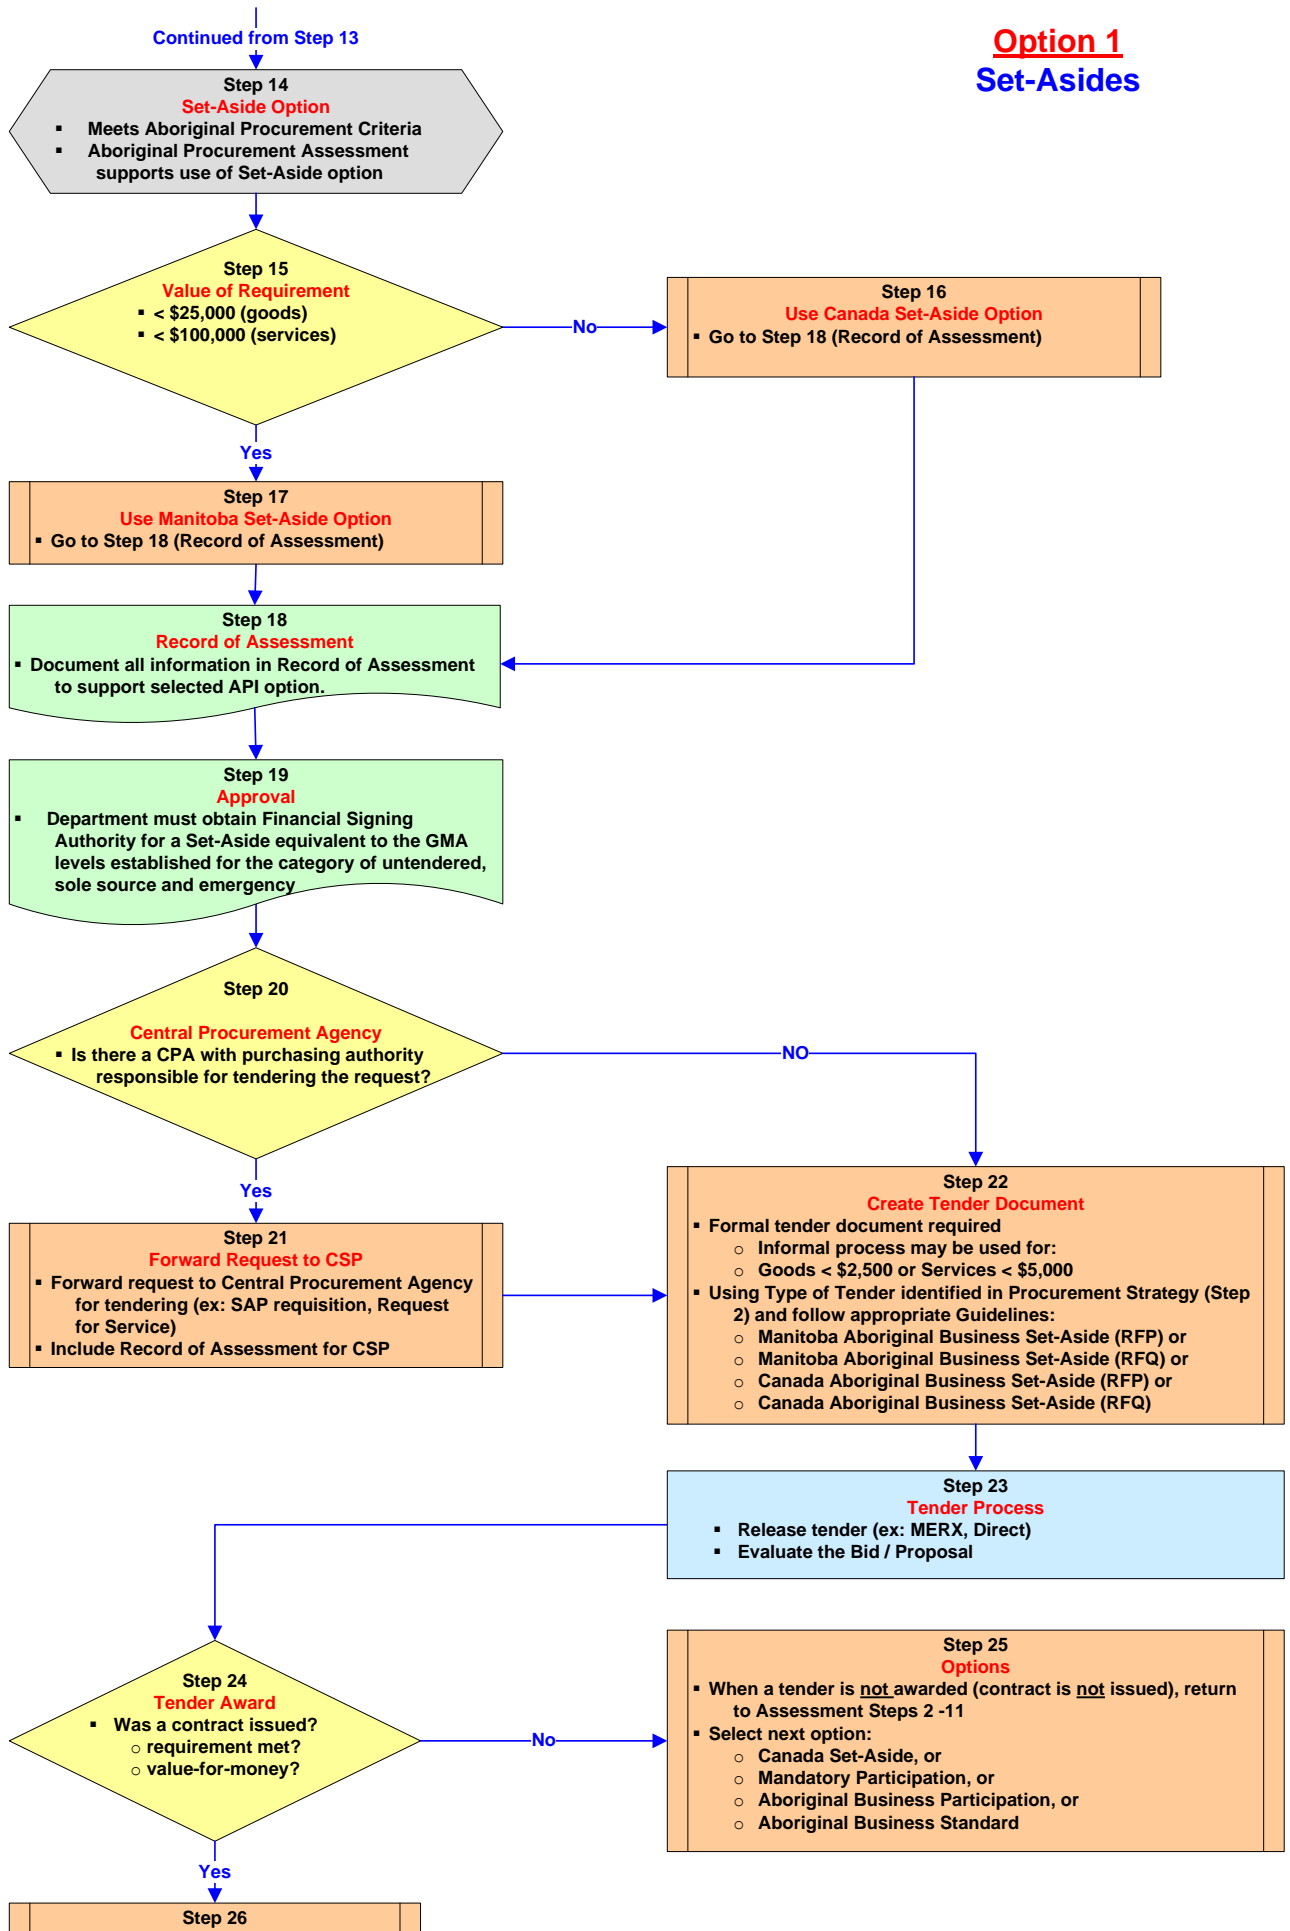 Continued from Step 13
Option 1
Set-Asides
Step 14
Set-Aside Option
▪ Meets Aboriginal Procurement Criteria
▪ Aboriginal Procurement Assessment
supports use of Set-Aside option
Step 15
Value of Requirement
▪ < $25,000 (goods)
▪ < $100,000 (services)
No
Step 16
Use Canada Set-Aside Option
▪ Go to Step 18 (Record of Assessment)
Yes
Step 17
Use Manitoba Set-Aside Option
▪ Go to Step 18 (Record of Assessment)
Step 18
Record of Assessment
▪ Document all information in Record of Assessment
to support selected API option.
Step 19
Approval
▪ Department must obtain Financial Signing
Authority for a Set-Aside equivalent to the GMA
levels established for the category of untendered,
sole source and emergency
Step 20
Central Procurement Agency
▪ Is there a CPA with purchasing authority
responsible for tendering the request?
NO
Yes
Step 21
Forward Request to CSP
▪ Forward request to Central Procurement Agency
for tendering (ex: SAP requisition, Request
for Service)
▪ Include Record of Assessment for CSP
Step 22
Create Tender Document
▪ Formal tender document required
○ Informal process may be used for:
○ Goods < $2,500 or Services < $5,000
▪ Using Type of Tender identified in Procurement Strategy (Step
2) and follow appropriate Guidelines:
○ Manitoba Aboriginal Business Set-Aside (RFP) or
○ Manitoba Aboriginal Business Set-Aside (RFQ) or
○ Canada Aboriginal Business Set-Aside (RFP) or
○ Canada Aboriginal Business Set-Aside (RFQ)
Step 23
Tender Process
▪ Release tender (ex: MERX, Direct)
▪ Evaluate the Bid / Proposal
Step 24
Tender Award
▪ Was a contract issued?
○ requirement met?
○ value-for-money?
No
Step 25
Options
▪ When a tender is not awarded (contract is not issued), return
to Assessment Steps 2 -11
▪ Select next option:
○ Canada Set-Aside, or
○ Mandatory Participation, or
○ Aboriginal Business Participation, or
○ Aboriginal Business Standard
Yes
Step 26